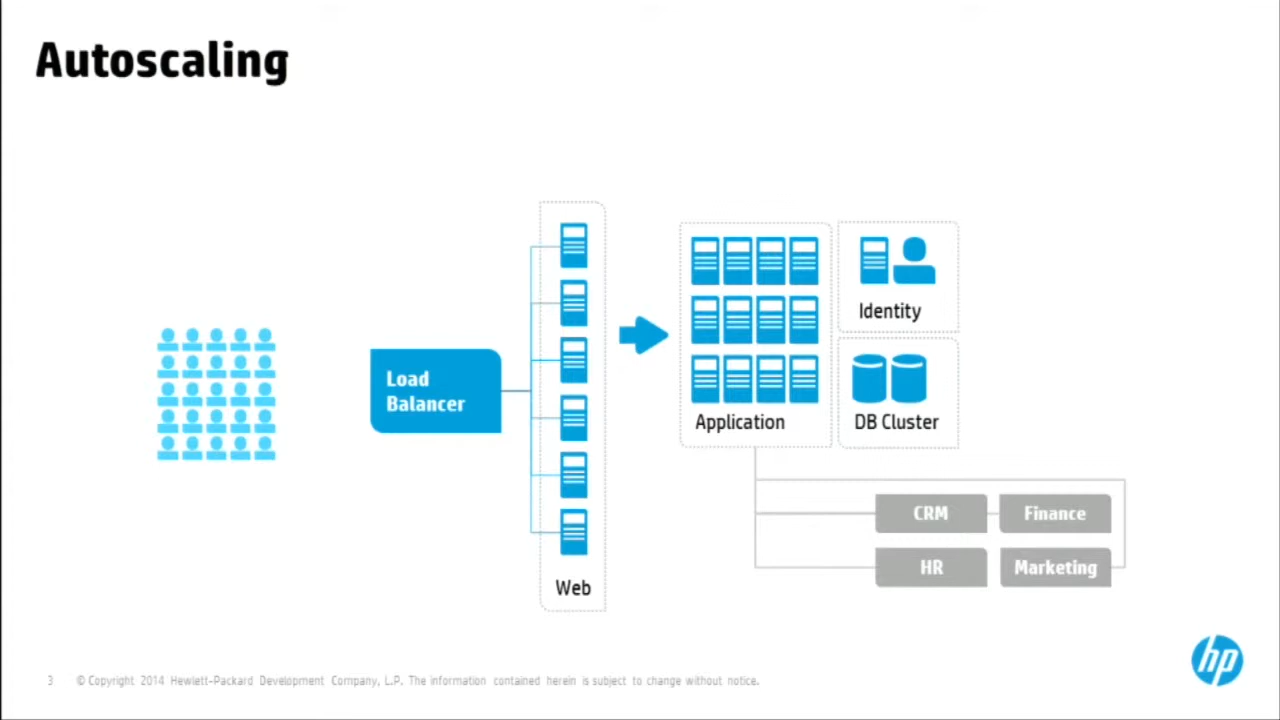 Autoscaling
Load
Balancer
Web
Application
Identity
DB Cluster
CRM
Finance
HR
Marketing
hp
3 © Copyright 2014 Hewlett-Packard Development Company, L.P. The information contained herein is subject to change without notice.